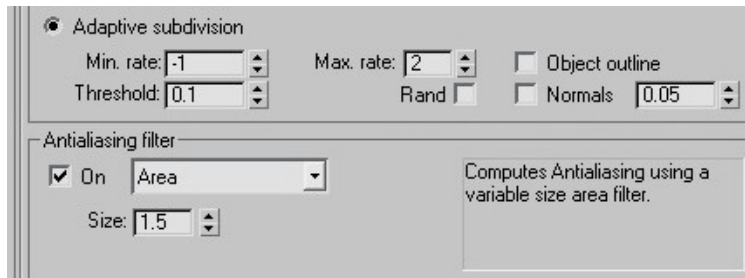 Adaptive subdivision
Min. rate: -1 Max. rate: 2 Object outline
Threshold: 0.1 Rand Normals 0.05
Antialiasing filter
On Area Computes Antialiasing using a
variable size area filter.
Size: 1.5